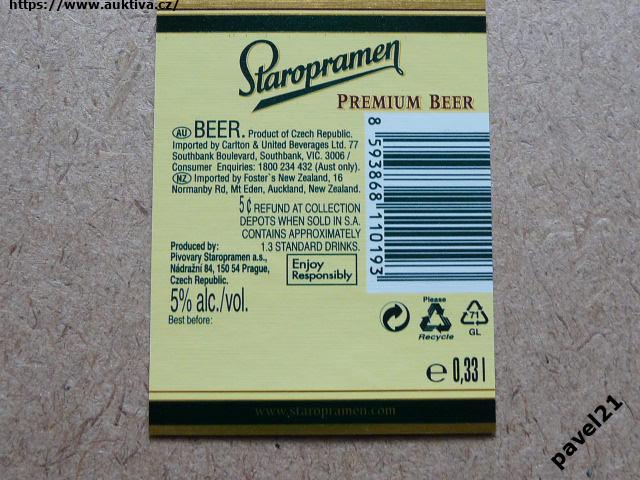 https://www.auktiva.cz/
Staropramen
PREMIUM BEER
AU BEER. Product of Czech Republic.
Imported by Carlton & United Beverages Ltd. 77
Southbank Boulevard, Southbank, VIC. 3006 /
Consumer Enquiries: 1800 234 432 (Aust only).
NZ Imported by Foster`s New Zealand, 16
Normanby Rd, Mt Eden, Auckland, New Zealand.
5¢ REFUND AT COLLECTION
DEPOTS WHEN SOLD IN S.A.
CONTAINS APPROXIMATELY
1.3 STANDARD DRINKS.
Produced by:
Pivovary Staropramen a.s.,
Nádražní 84, 150 54 Prague,
Czech Republic.
Enjoy
Responsibly
5% alc./vol.
Best before:
8 593868 110193
Please
Recycle
71
GL
e 0,33 l
www.staropramen.com
pavel21